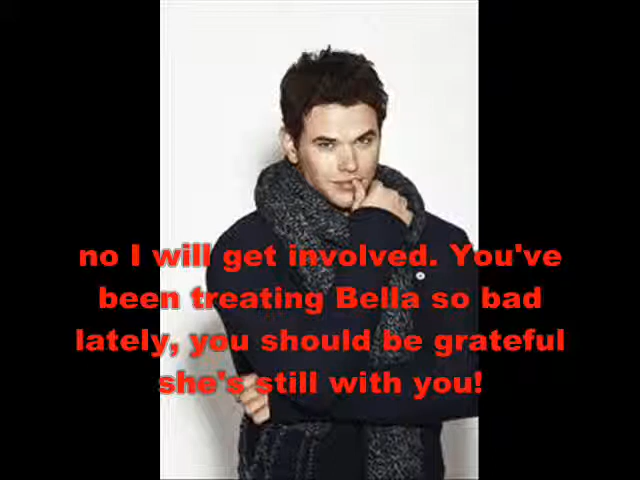 no I will get involved. You've
been treating Bella so bad
lately, you should be grateful
she's still with you!